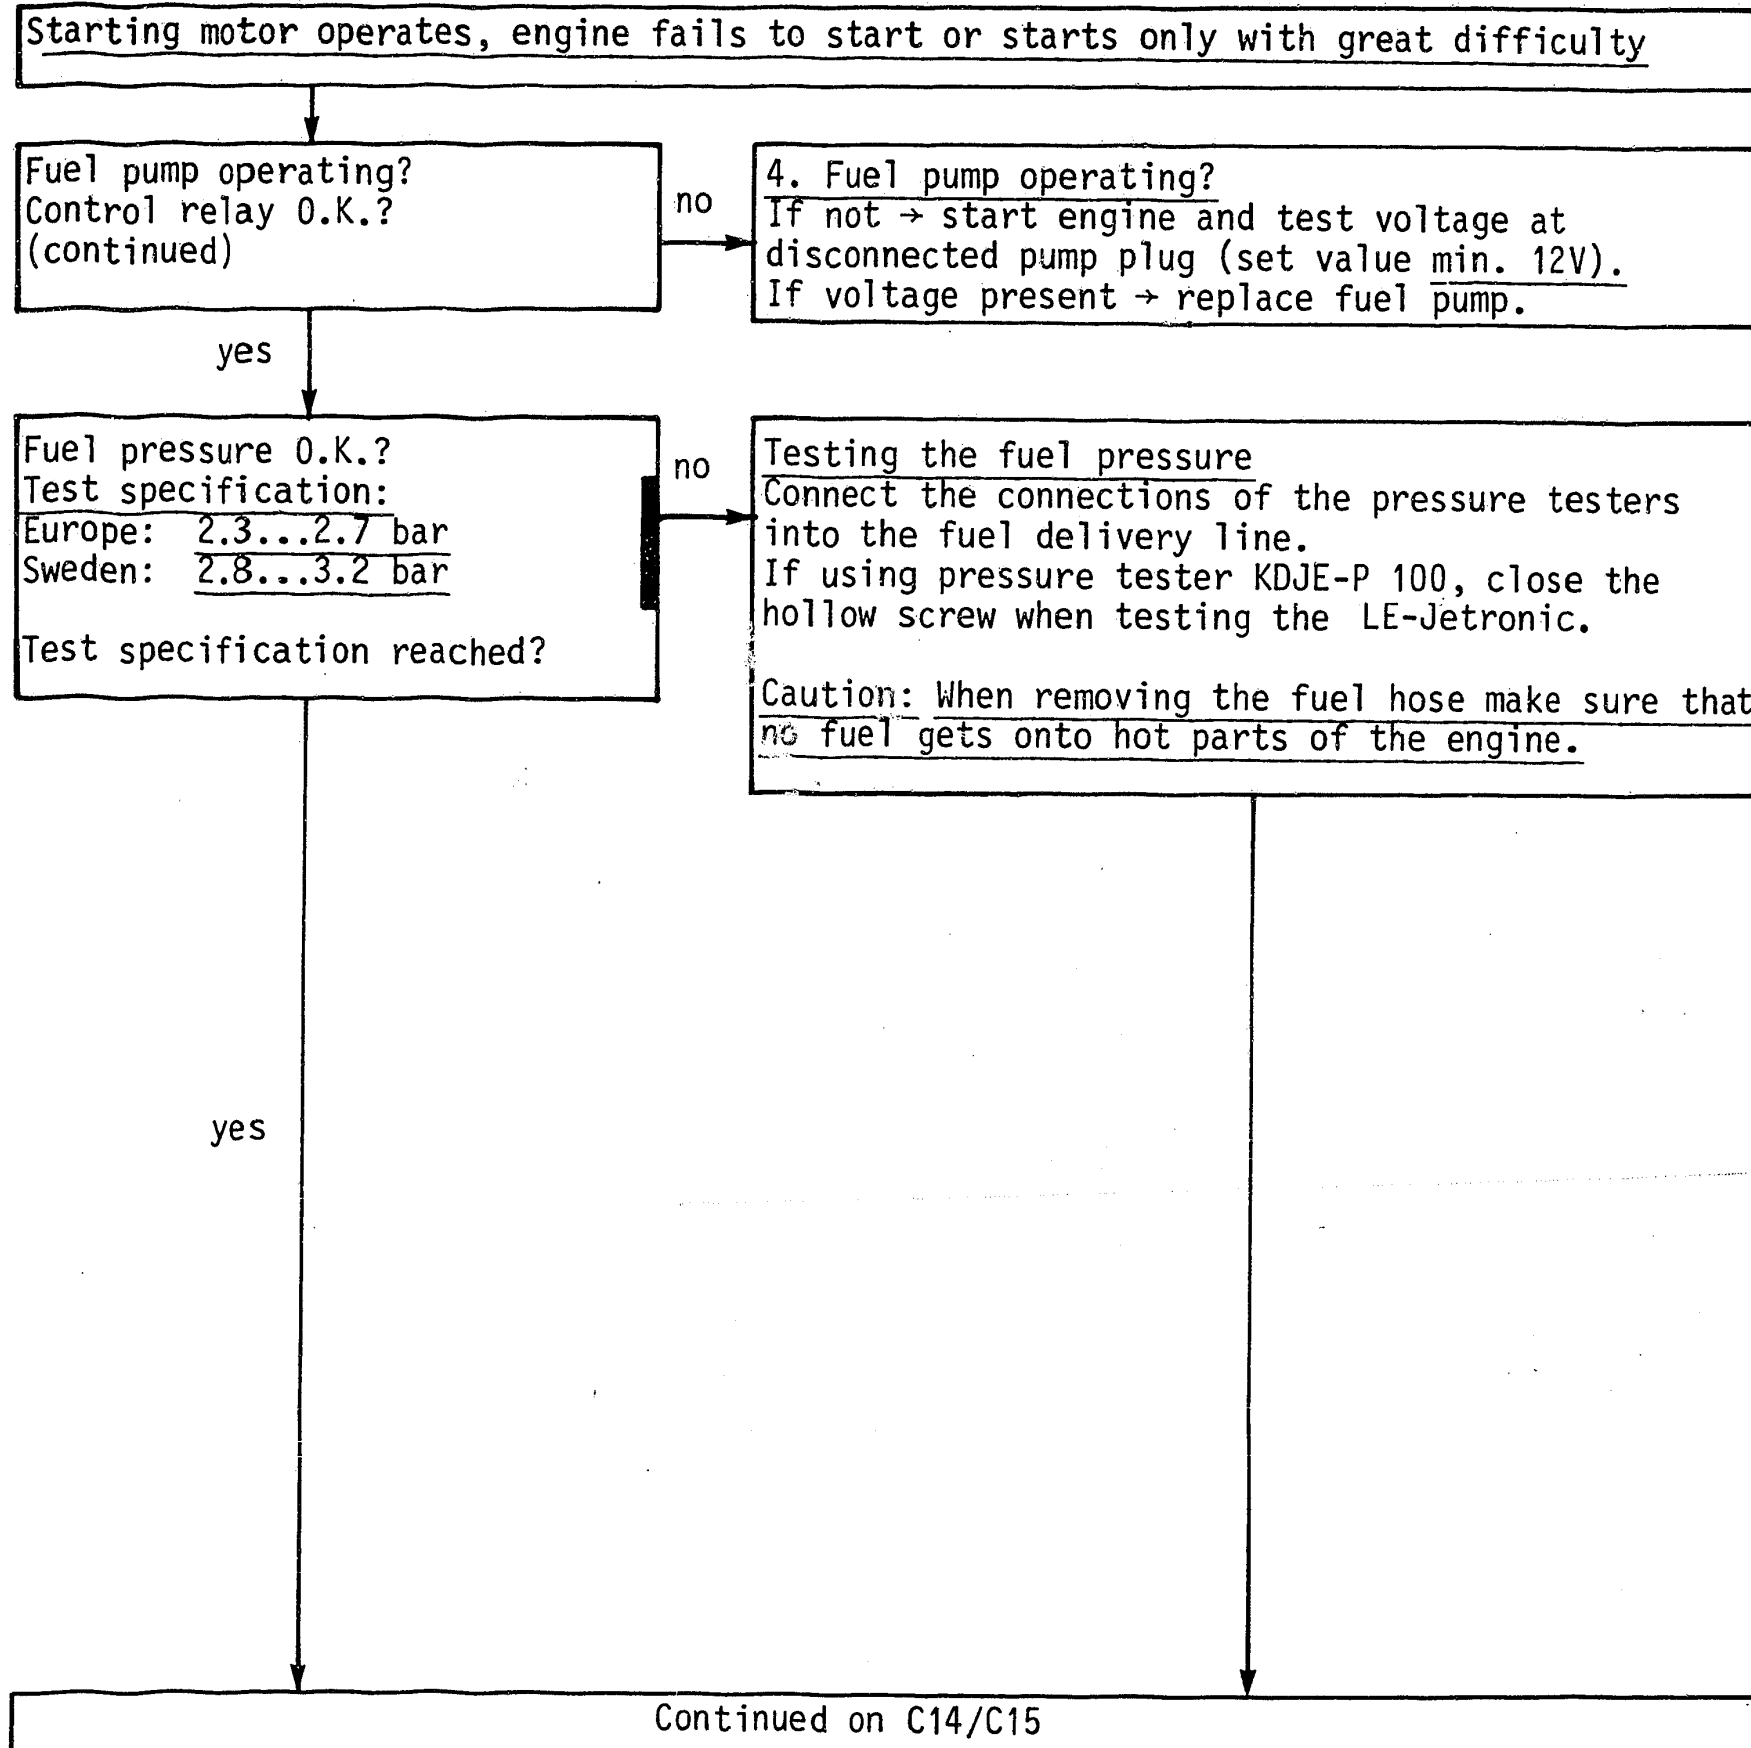 Starting motor operates, engine fails to start or starts only with great difficulty
Fuel pump operating?
Control relay O.K.?
(continued)
no
4. Fuel pump operating?
If not → start engine and test voltage at
disconnected pump plug (set value min. 12V).
If voltage present → replace fuel pump.
yes
Fuel pressure O.K.?
Test specification:
Europe: 2.3...2.7 bar
Sweden: 2.8...3.2 bar
Test specification reached?
no
Testing the fuel pressure
Connect the connections of the pressure testers
into the fuel delivery line.
If using pressure tester KDJE-P 100, close the
hollow screw when testing the LE-Jetronic.
Caution: When removing the fuel hose make sure that
no fuel gets onto hot parts of the engine.
yes
Continued on C14/C15